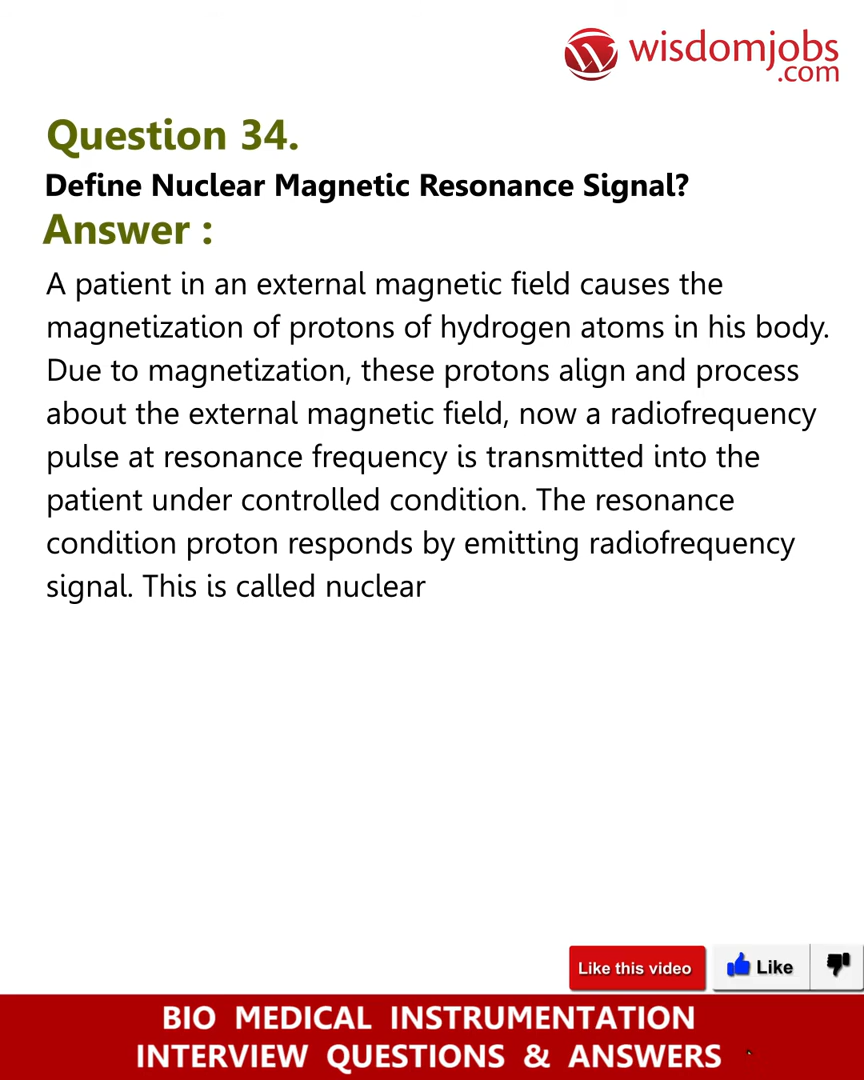 wisdomjobs
.com
Question 34.
Define Nuclear Magnetic Resonance Signal?
Answer :
A patient in an external magnetic field causes the
magnetization of protons of hydrogen atoms in his body.
Due to magnetization, these protons align and process
about the external magnetic field, now a radiofrequency
pulse at resonance frequency is transmitted into the
patient under controlled condition. The resonance
condition proton responds by emitting radiofrequency
signal. This is called nuclear
Like this video
Like
BIO MEDICAL INSTRUMENTATION
INTERVIEW QUESTIONS & ANSWERS